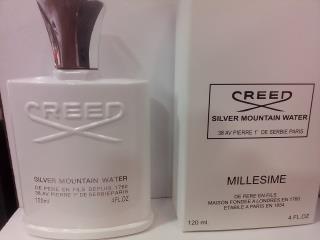 CREED
SILVER MOUNTAIN WATER
DE PERE EN FILS DEPUIS 1760
38 AV PIERRE 1er DE SERBIE PARIS
120ml 4FL.OZ
CREED
SILVER MOUNTAIN WATER
38 AV PIERRE 1er DE SERBIE PARIS
MILLESIME
DE PERE EN FILS
MAISON FONDÉE A LONDRES EN 1760
ETABLIE A PARIS EN 1854
120 ml 4 FL.OZ